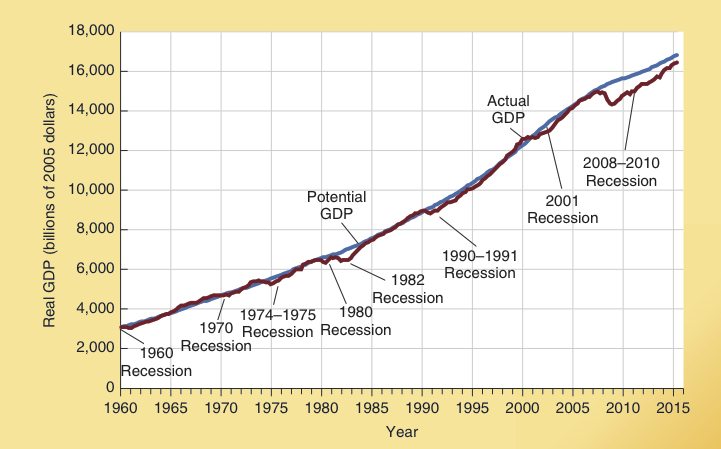 Real GDP (billions of 2005 dollars)
18,000
16,000
14,000
12,000
10,000
8,000
6,000
4,000
2,000
0
Actual
GDP
Potential
GDP
2008–2010
Recession
2001
Recession
1990–1991
Recession
1982
Recession
1980
Recession
1974–1975
Recession
1970
Recession
1960
Recession
1960 1965 1970 1975 1980 1985 1990 1995 2000 2005 2010 2015
Year